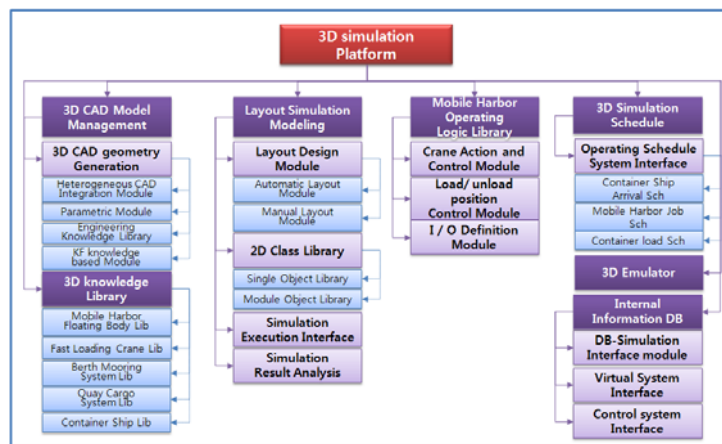 3D simulation
Platform
3D CAD Model
Management
3D CAD geometry
Generation
Heterogeneous CAD
Integration Module
Parametric Module
Engineering
Knowledge Library
KF knowledge
based Module
3D knowledge
Library
Mobile Harbor
Floating Body Lib
Fast Loading Crane Lib
Berth Mooring
System Lib
Quay Cargo
System Lib
Container Ship Lib
Layout Simulation
Modeling
Layout Design
Module
Automatic Layout Module
Manual Layout Module
2D Class Library
Single Object Library
Module Object Library
Simulation
Execution Interface
Simulation
Result Analysis
Mobile Harbor
Operating
Logic Library
Crane Action and
Control Module
Load/ unload
position
Control Module
I / O Definition
Module
3D Simulation
Schedule
Operating Schedule
System Interface
Container Ship
Arrival Sch
Mobile Harbor Job
Sch
Container load Sch
3D Emulator
Internal
Information DB
DB-Simulation
Interface module
Virtual System
Interface
Control system
Interface